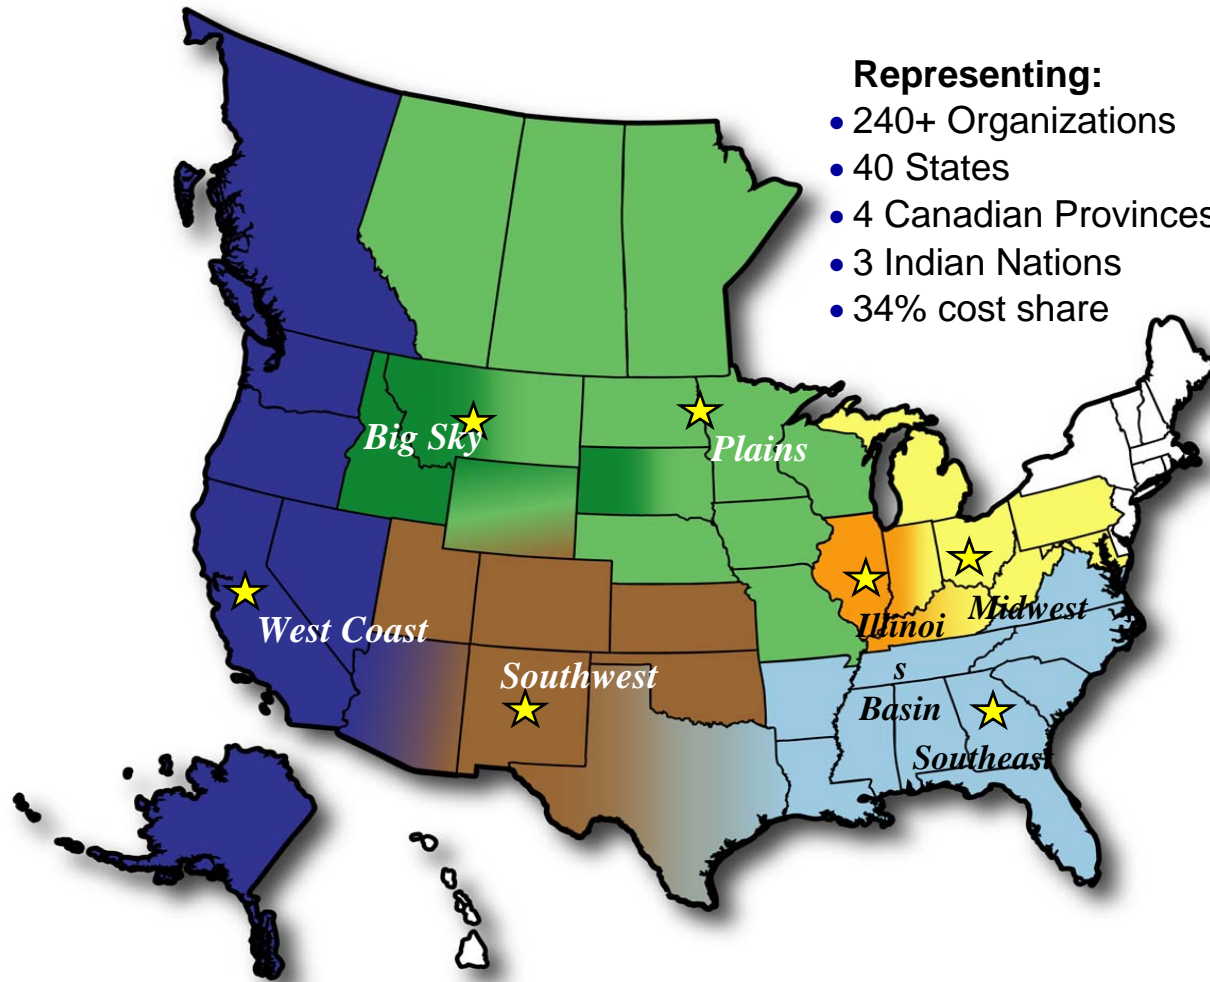 Representing:
• 240+ Organizations
• 40 States
• 4 Canadian Provinces
• 3 Indian Nations
• 34% cost share
Big Sky
Plains
West Coast
Southwest
Illinoi
s
Basin
Midwest
Southeast